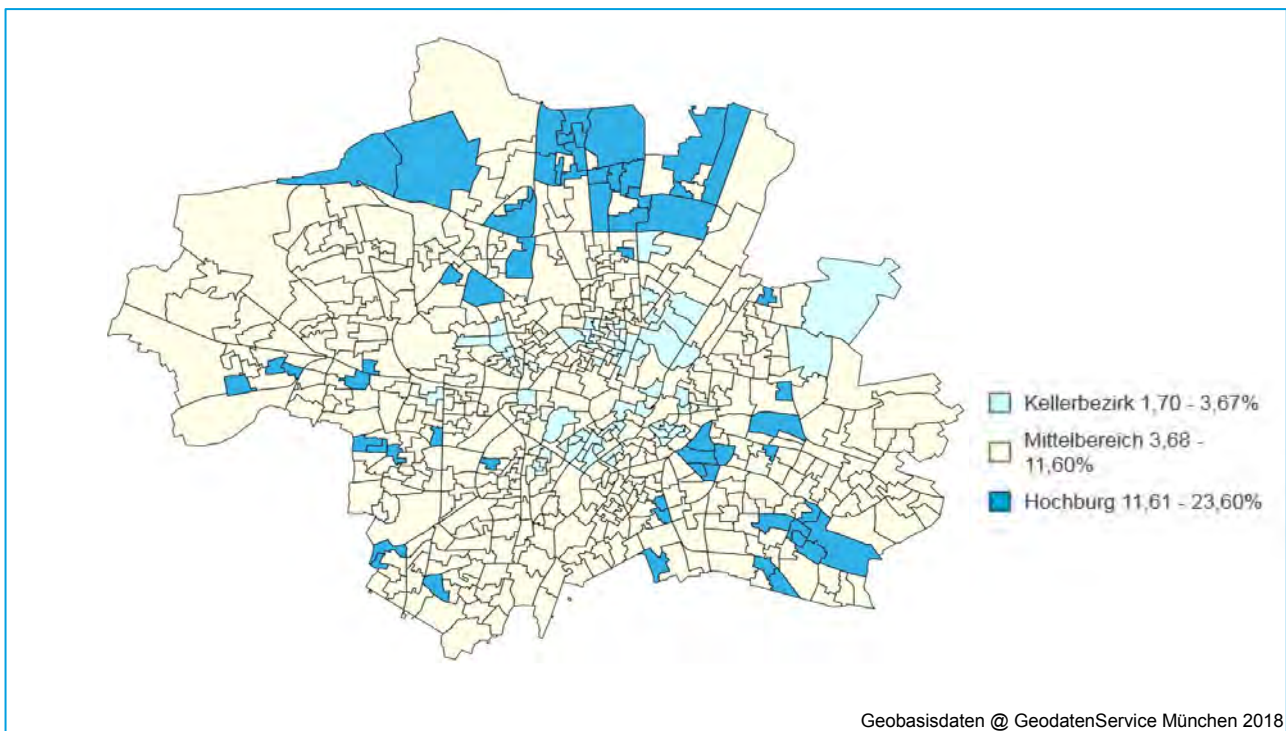 Kellerbezirk 1,70 - 3,67%
Mittelbereich 3,68 -
11,60%
Hochburg 11,61 - 23,60%
Geobasisdaten @ GeodatenService München 2018